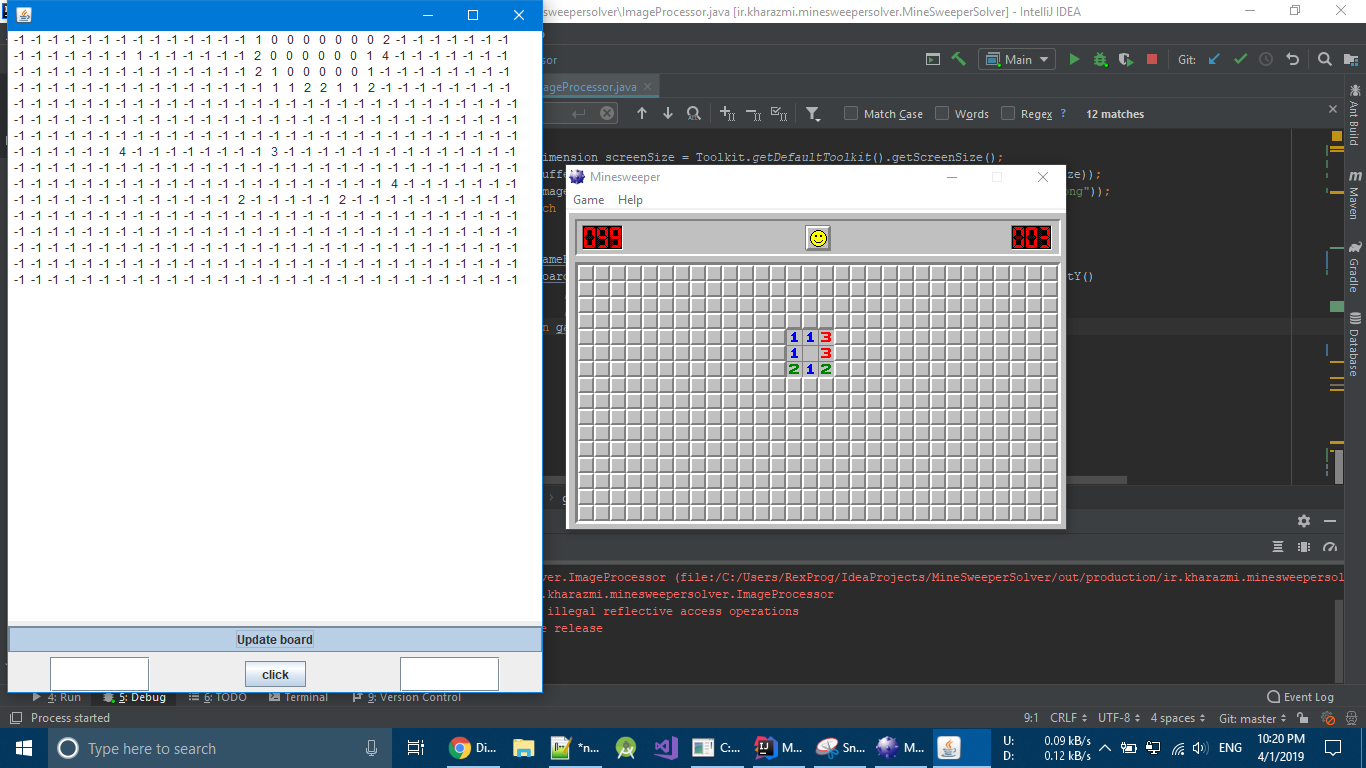 -1 -1 -1 -1 -1 -1 -1 -1 -1 -1 -1 -1 -1 -1 1 0 0 0 0 0 0 0 2 -1 -1 -1 -1 -1 -1 -1
-1 -1 -1 -1 -1 -1 -1 1 -1 -1 -1 -1 -1 -1 2 0 0 0 0 0 0 1 4 -1 -1 -1 -1 -1 -1 -1
-1 -1 -1 -1 -1 -1 -1 -1 -1 -1 -1 -1 -1 -1 2 1 0 0 0 0 0 1 -1 -1 -1 -1 -1 -1 -1 -1
-1 -1 -1 -1 -1 -1 -1 -1 -1 -1 -1 -1 -1 -1 -1 1 1 2 2 1 1 2 -1 -1 -1 -1 -1 -1 -1 -1
-1 -1 -1 -1 -1 -1 -1 -1 -1 -1 -1 -1 -1 -1 -1 -1 -1 -1 -1 -1 -1 -1 -1 -1 -1 -1 -1 -1 -1 -1
-1 -1 -1 -1 -1 -1 -1 -1 -1 -1 -1 -1 -1 -1 -1 -1 -1 -1 -1 -1 -1 -1 -1 -1 -1 -1 -1 -1 -1 -1
-1 -1 -1 -1 -1 -1 -1 -1 -1 -1 -1 -1 -1 -1 -1 -1 -1 -1 -1 -1 -1 -1 -1 -1 -1 -1 -1 -1 -1 -1
-1 -1 -1 -1 -1 -1 4 -1 -1 -1 -1 -1 -1 -1 -1 3 -1 -1 -1 -1 -1 -1 -1 -1 -1 -1 -1 -1 -1 -1
-1 -1 -1 -1 -1 -1 -1 -1 -1 -1 -1 -1 -1 -1 -1 -1 -1 -1 -1 -1 -1 -1 -1 -1 -1 -1 -1 -1 -1 -1
-1 -1 -1 -1 -1 -1 -1 -1 -1 -1 -1 -1 -1 -1 -1 -1 -1 -1 -1 -1 -1 -1 4 -1 -1 -1 -1 -1 -1 -1
-1 -1 -1 -1 -1 -1 -1 -1 -1 -1 -1 -1 -1 2 -1 -1 -1 -1 -1 2 -1 -1 -1 -1 -1 -1 -1 -1 -1 -1
-1 -1 -1 -1 -1 -1 -1 -1 -1 -1 -1 -1 -1 -1 -1 -1 -1 -1 -1 -1 -1 -1 -1 -1 -1 -1 -1 -1 -1 -1
-1 -1 -1 -1 -1 -1 -1 -1 -1 -1 -1 -1 -1 -1 -1 -1 -1 -1 -1 -1 -1 -1 -1 -1 -1 -1 -1 -1 -1 -1
-1 -1 -1 -1 -1 -1 -1 -1 -1 -1 -1 -1 -1 -1 -1 -1 -1 -1 -1 -1 -1 -1 -1 -1 -1 -1 -1 -1 -1 -1
-1 -1 -1 -1 -1 -1 -1 -1 -1 -1 -1 -1 -1 -1 -1 -1 -1 -1 -1 -1 -1 -1 -1 -1 -1 -1 -1 -1 -1 -1
-1 -1 -1 -1 -1 -1 -1 -1 -1 -1 -1 -1 -1 -1 -1 -1 -1 -1 -1 -1 -1 -1 -1 -1 -1 -1 -1 -1 -1 -1
Update board
click
sweepersolver\ImageProcessor.java [ir.kharazmi.minesweepersolver.MineSweeperSolver] - IntelliJ IDEA
Main
Git:
ageProcessor.java
Match Case Words Regex ? 12 matches
imension screenSize = Toolkit.getDefaultToolkit().getScreenSize();
ze));
ong"));
tY()
Minesweeper
Game Help
039 003
1 1 3
1 3
2 1 2
Ant Build
Maven
Gradle
Database
ver.ImageProcessor (file:/C:/Users/RexProg/IdeaProjects/MineSweeperSolver/out/production/ir.kharazmi.minesweepersol
.kharazmi.minesweepersolver.ImageProcessor
illegal reflective access operations
e release
4: Run 5: Debug 6: TODO Terminal 9: Version Control Event Log
Process started 9:1 CRLF UTF-8 4 spaces Git: master
Type here to search
Di...
*n...
C:...
M...
Sn...
M...
U: 0.09 kB/s
D: 0.12 kB/s
ENG
10:20 PM
4/1/2019